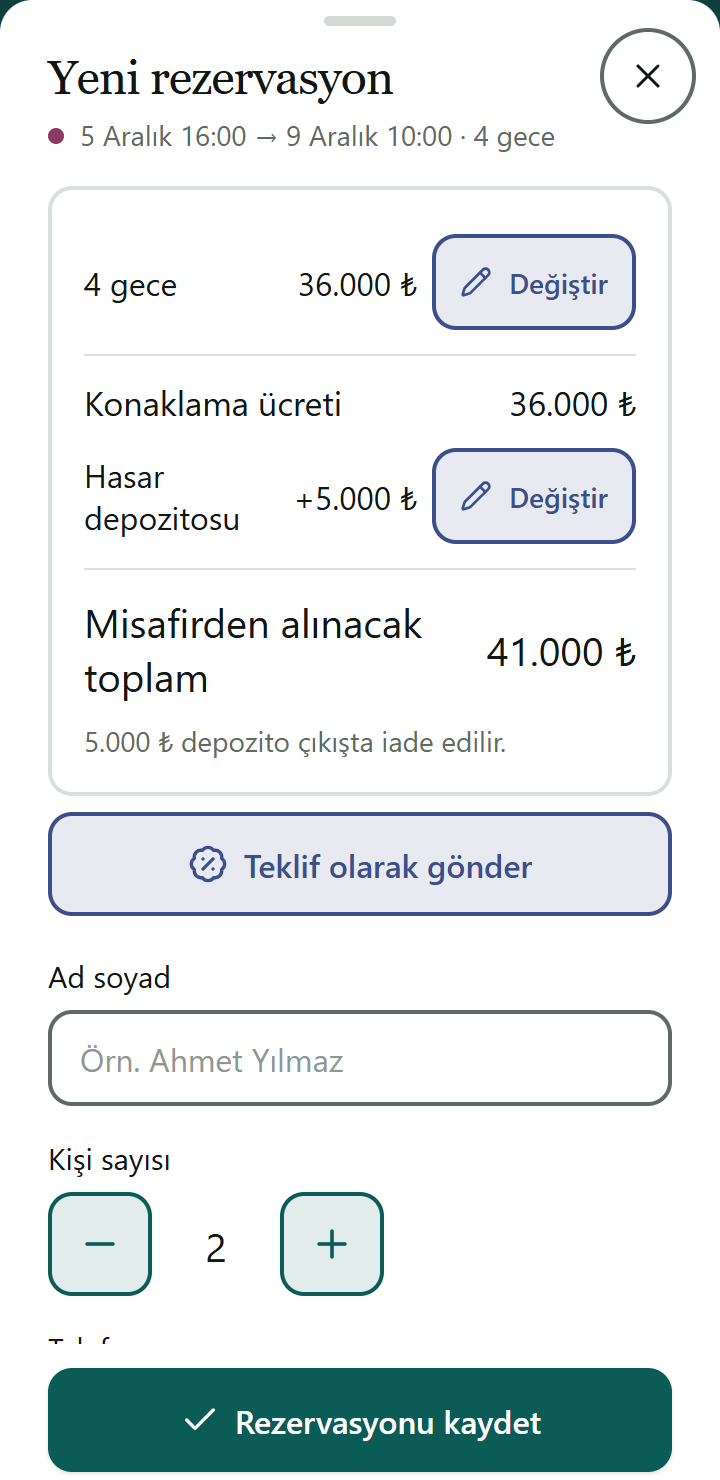 Yeni rezervasyon
5 Aralık 16:00 → 9 Aralık 10:00 · 4 gece
4 gece 36.000 ₺ Değiştir
Konaklama ücreti 36.000 ₺
Hasar depozitosu +5.000 ₺ Değiştir
Misafirden alınacak toplam 41.000 ₺
5.000 ₺ depozito çıkışta iade edilir.
Teklif olarak gönder
Ad soyad
Örn. Ahmet Yılmaz
Kişi sayısı
2
Rezervasyonu kaydet